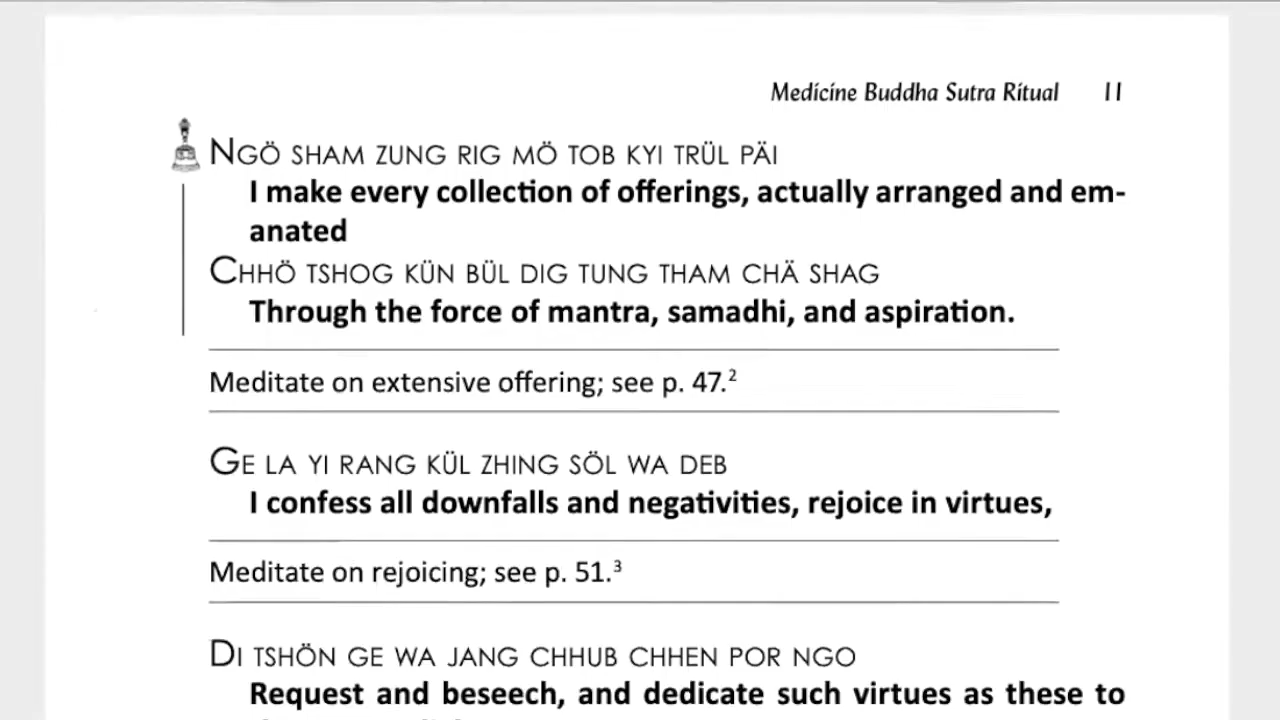 Medicine Buddha Sutra Ritual 11
NGÖ SHAM ZUNG RIG MÖ TOB KYI TRÜL PÄI
I make every collection of offerings, actually arranged and em-
anated
CHHÖ TSHOG KÜN BÜL DIG TUNG THAM CHÄ SHAG
Through the force of mantra, samadhi, and aspiration.
Meditate on extensive offering; see p. 47.²
GE LA YI RANG KÜL ZHING SÖL WA DEB
I confess all downfalls and negativities, rejoice in virtues,
Meditate on rejoicing; see p. 51.³
DI TSHÖN GE WA JANG CHHUB CHHEN POR NGO
Request and beseech, and dedicate such virtues as these to